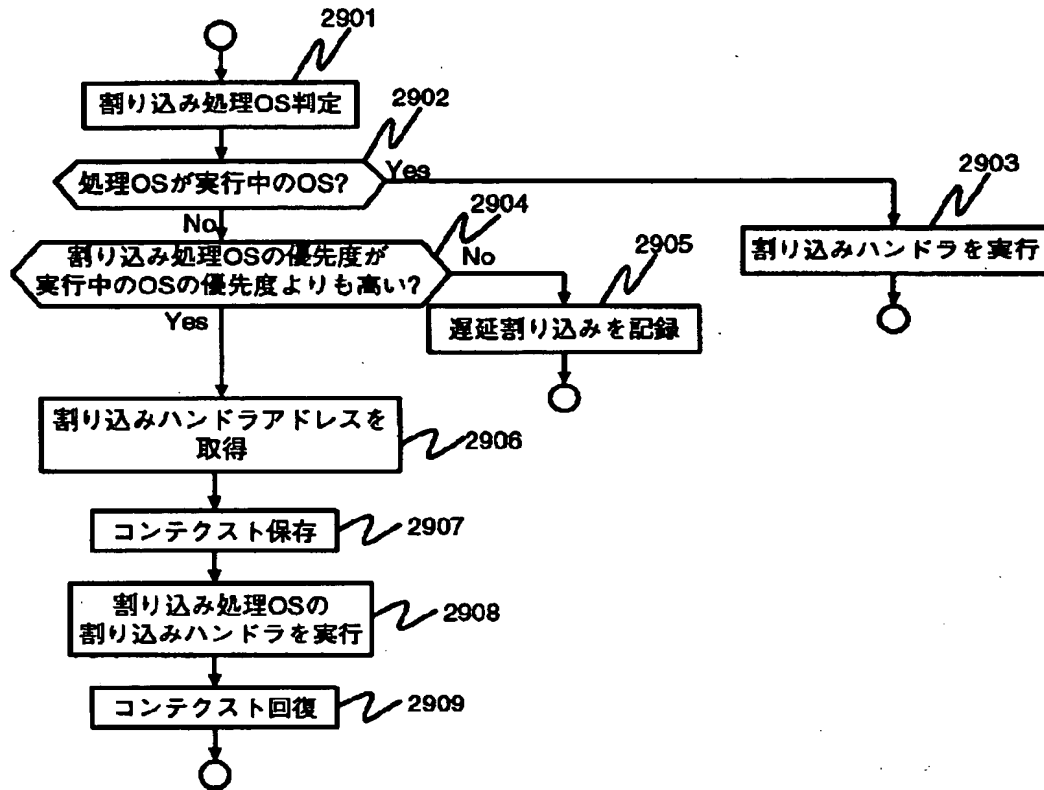 2901
割り込み処理OS判定
2902
処理OSが実行中のOS?
Yes
2903
割り込みハンドラを実行
No
2904
割り込み処理OSの優先度が
実行中のOSの優先度よりも高い?
No
2905
遅延割り込みを記録
Yes
割り込みハンドラアドレスを
取得
2906
コンテクスト保存
2907
割り込み処理OSの
割り込みハンドラを実行
2908
コンテクスト回復
2909